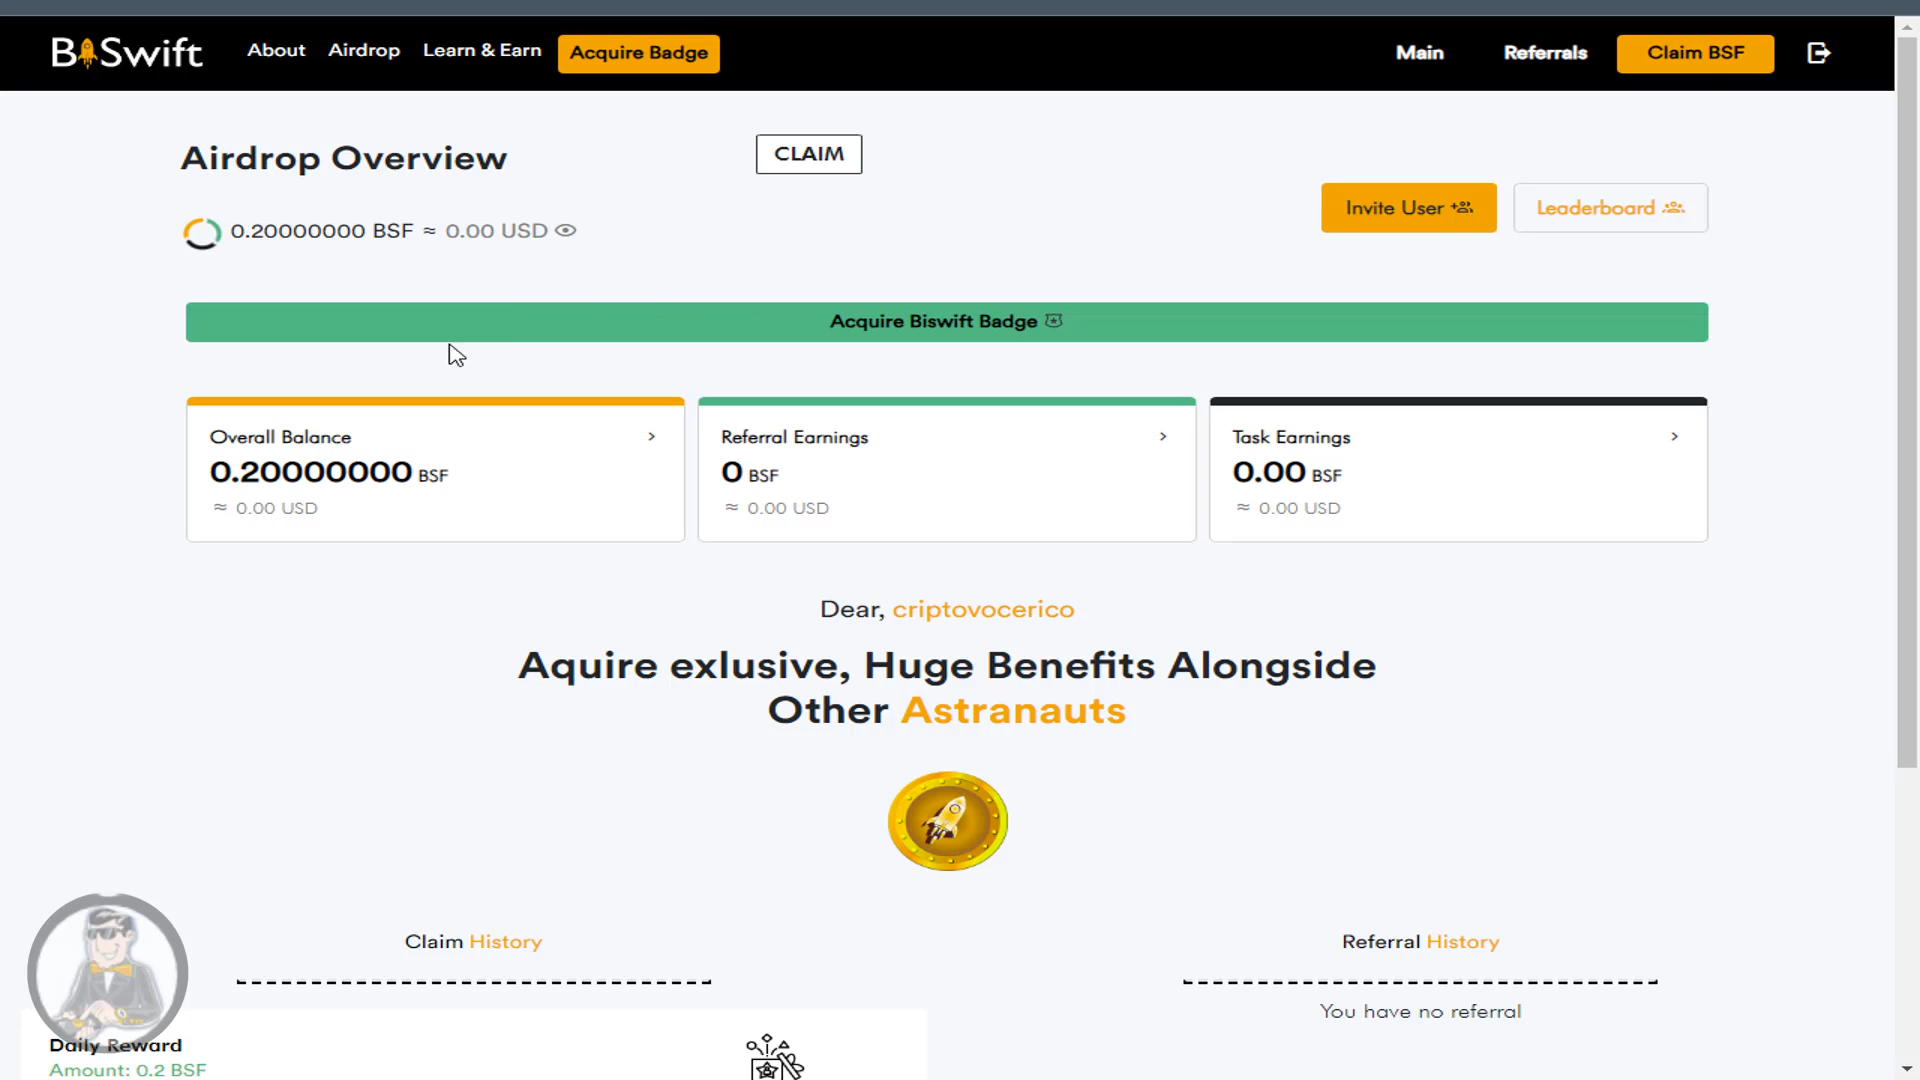 BiSwift
About
Airdrop
Learn & Earn
Acquire Badge
Main
Referrals
Claim BSF
Airdrop Overview
CLAIM
0.20000000 BSF ≈ 0.00 USD
Invite User
Leaderboard
Acquire Biswift Badge
Overall Balance >
0.20000000 BSF
≈ 0.00 USD
Referral Earnings >
0 BSF
≈ 0.00 USD
Task Earnings >
0.00 BSF
≈ 0.00 USD
Dear, criptovocerico
Aquire exlusive, Huge Benefits Alongside
Other Astranauts
Claim History
Daily Reward
Amount: 0.2 BSF
Referral History
You have no referral